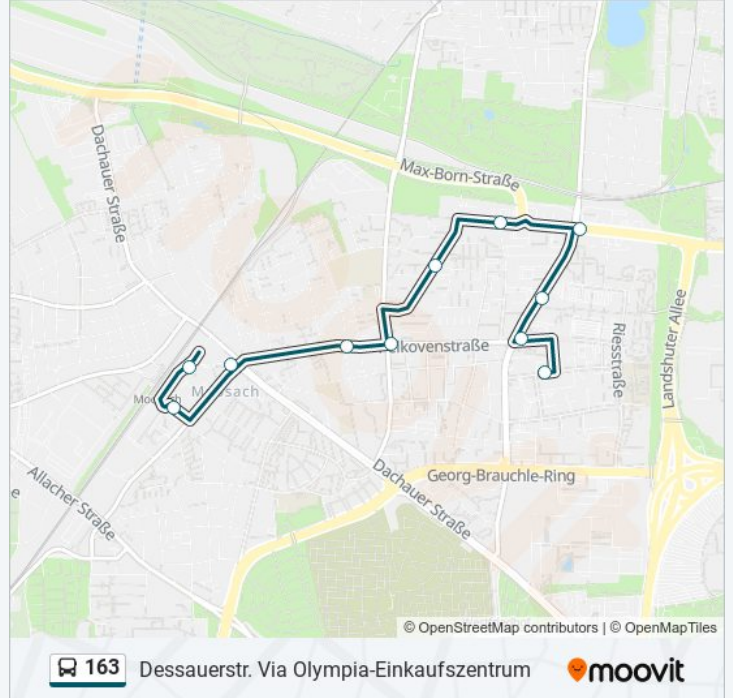 Dachauer Straße
Max-Born-Straße
Landshuter Allee
Riesstraße
lkovenstraße
Moosach
Dachauer Straße
Georg-Brauchle-Ring
Allacher Straße
e
© OpenStreetMap contributors | © OpenMapTiles
163 Dessauerstr. Via Olympia-Einkaufszentrum
moovit